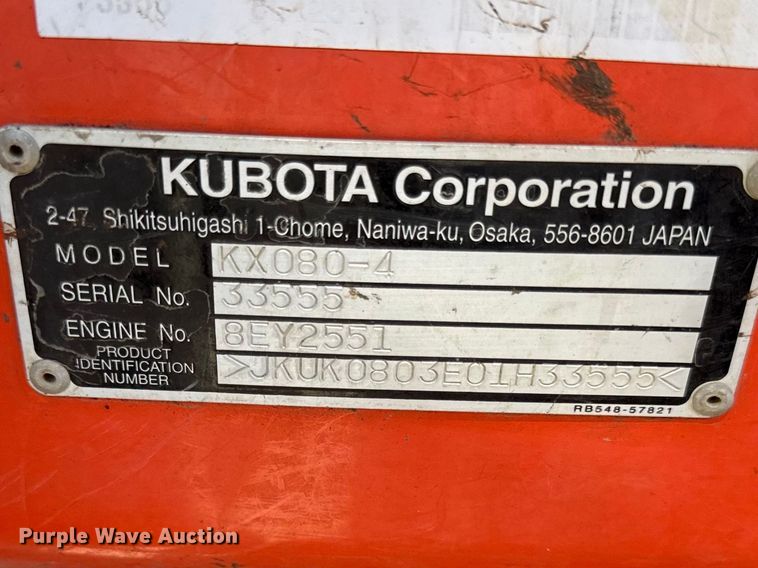 KUBOTA Corporation
2-47, Shikitsuhigashi 1-Chome, Naniwa-ku, Osaka, 556-8601 JAPAN
MODEL KX080-4
SERIAL No. 33555
ENGINE No. 8EY2551
PRODUCT
IDENTIFICATION
NUMBER >JKUK0803E01H33555<
RB548-57821
Purple Wave Auction